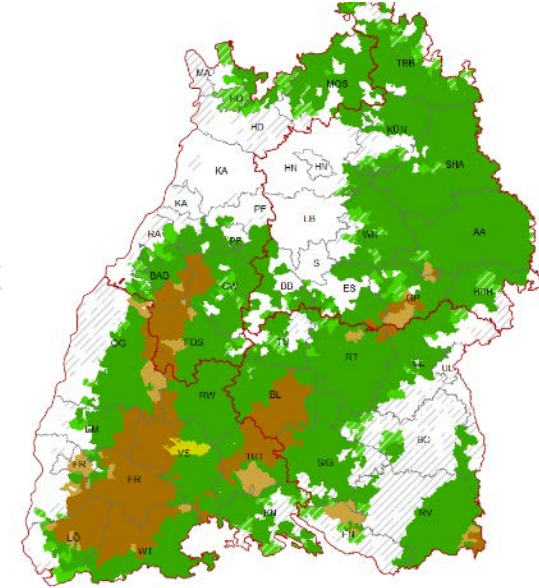 TBB
MA
MOS
HD
HD
KÜN
SHA
KA
HN
HN
KA
PF
LB
RA
WN
AA
PF
S
BAD
CW
BB
ES
HDH
GP
OG
FDS
TÜ
RT
UL
RW
BL
EM
BC
VS
FR
TUT
SIG
FR
RV
KN
FN
LÖ
WT